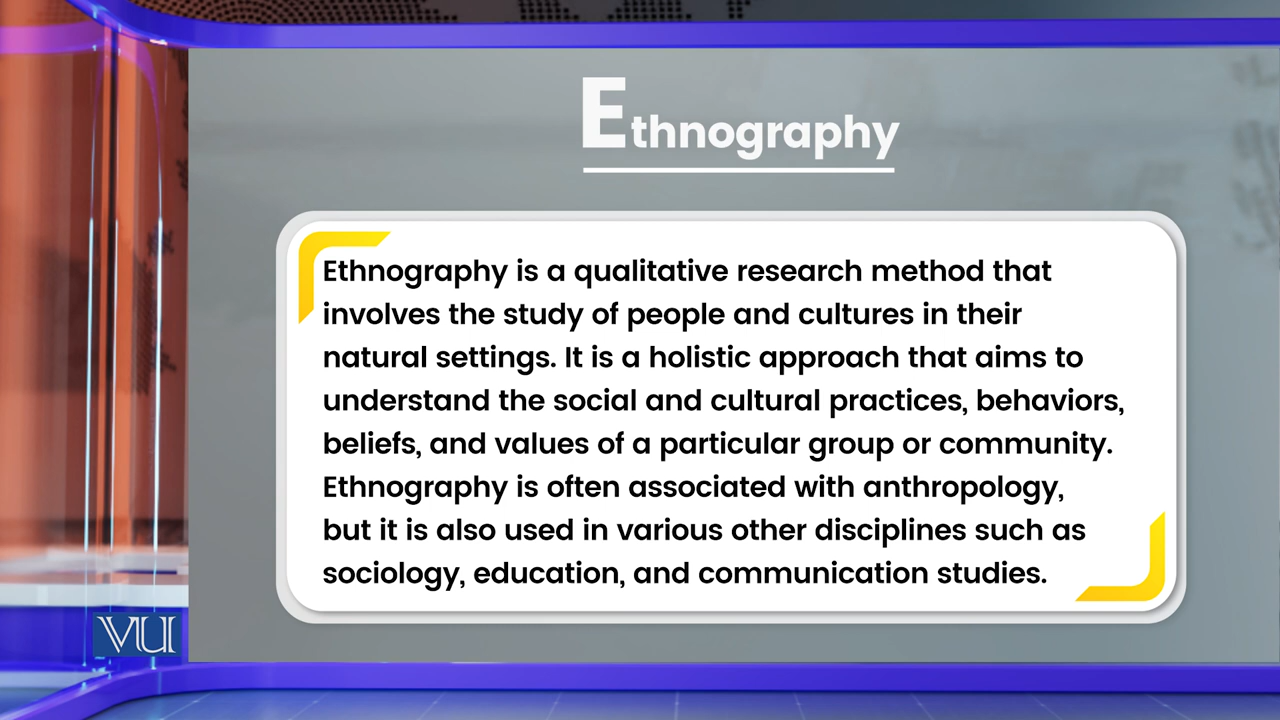 Ethnography
Ethnography is a qualitative research method that
involves the study of people and cultures in their
natural settings. It is a holistic approach that aims to
understand the social and cultural practices, behaviors,
beliefs, and values of a particular group or community.
Ethnography is often associated with anthropology,
but it is also used in various other disciplines such as
sociology, education, and communication studies.
VU